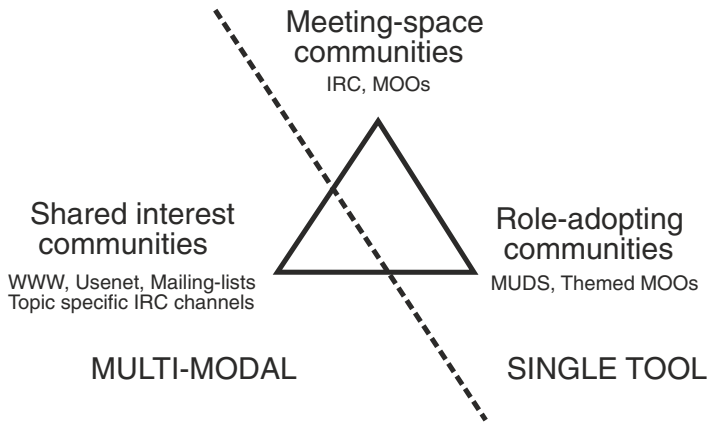 Meeting-space
communities
IRC, MOOs
Shared interest
communities
WWW, Usenet, Mailing-lists
Topic specific IRC channels
Role-adopting
communities
MUDS, Themed MOOs
MULTI-MODAL
SINGLE TOOL